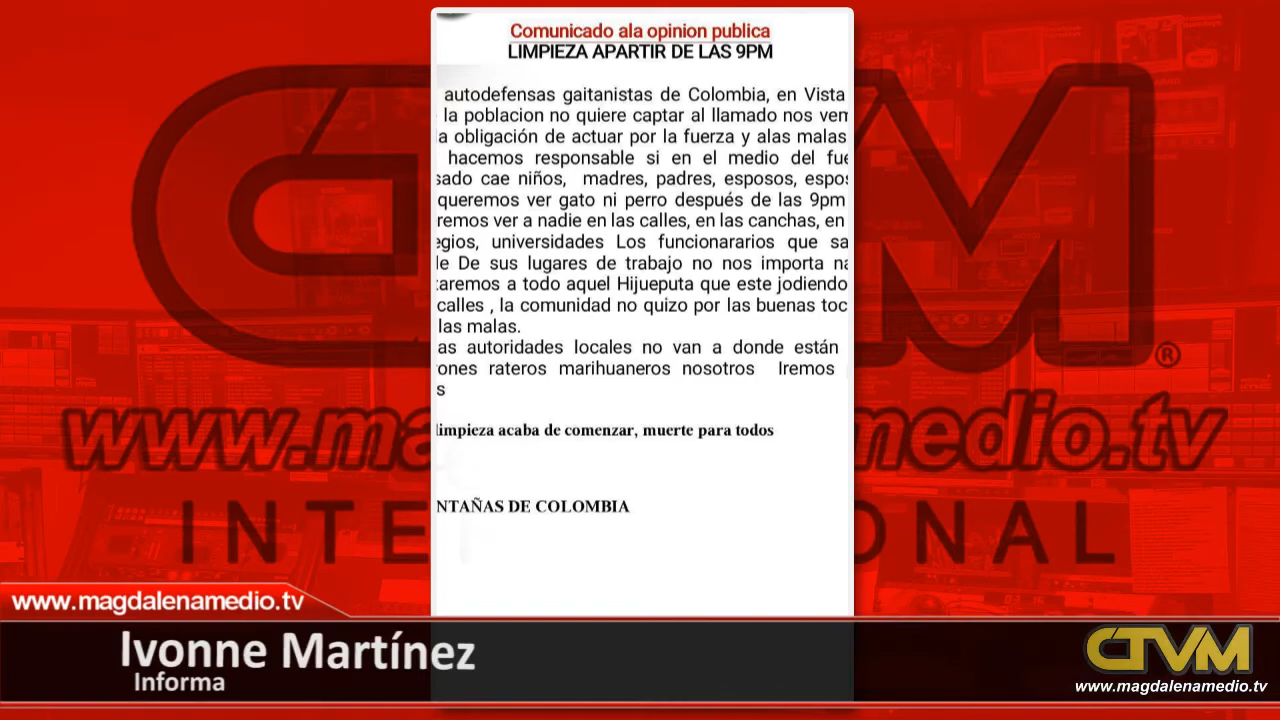 Comunicado ala opinion publica
LIMPIEZA APARTIR DE LAS 9PM
autodefensas gaitanistas de Colombia, en Vista
la poblacion no quiere captar al llamado nos ven
a obligación de actuar por la fuerza y alas malas
hacemos responsable si en el medio del fue
sado cae niños, madres, padres, esposos, espos
queremos ver gato ni perro después de las 9pm
remos ver a nadie en las calles, en las canchas, en
egios, universidades Los funcionararios que sa
le De sus lugares de trabajo no nos importa na
taremos a todo aquel Hijueputa que este jodiendo
calles , la comunidad no quizo por las buenas toc
las malas.
as autoridades locales no van a donde están
rones rateros marihuaneros nosotros Iremos
s
limpieza acaba de comenzar, muerte para todos
NTAÑAS DE COLOMBIA
CTVM
®
www.ma medio.tv
INTE ONAL
www.magdalenamedio.tv
Ivonne Martínez
Informa
CTVM
www.magdalenamedio.tv